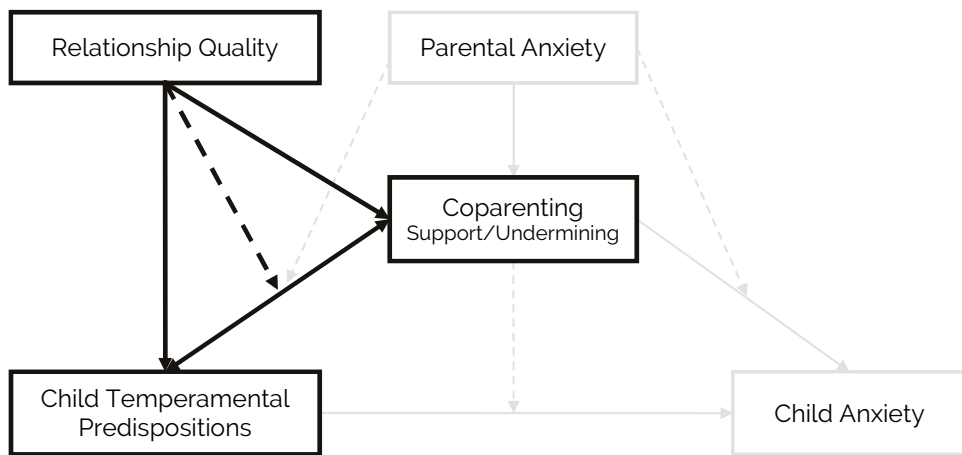 Relationship Quality
Parental Anxiety
Coparenting
Support/Undermining
Child Temperamental
Predispositions
Child Anxiety